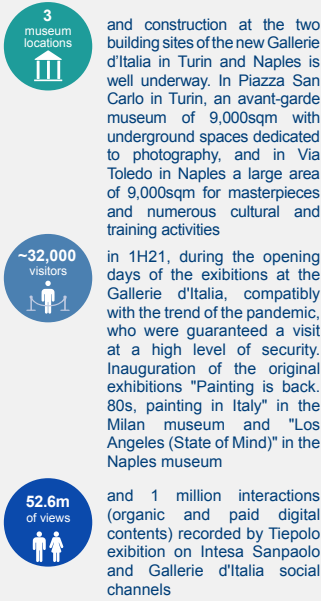 3
museum
locations
and construction at the two
building sites of the new Gallerie
d'Italia in Turin and Naples is
well underway. In Piazza San
Carlo in Turin, an avant-garde
museum of 9,000sqm with
underground spaces dedicated
to photography, and in Via
Toledo in Naples a large area
of 9,000sqm for masterpieces
and numerous cultural and
training activities
~32,000
visitors
in 1H21, during the opening
days of the exibitions at the
Gallerie d'Italia, compatibly
with the trend of the pandemic,
who were guaranteed a visit
at a high level of security.
Inauguration of the original
exhibitions "Painting is back.
80s, painting in Italy" in the
Milan museum and "Los
Angeles (State of Mind)" in the
Naples museum
52.6m
of views
and 1 million interactions
(organic and paid digital
contents) recorded by Tiepolo
exibition on Intesa Sanpaolo
and Gallerie d'Italia social
channels